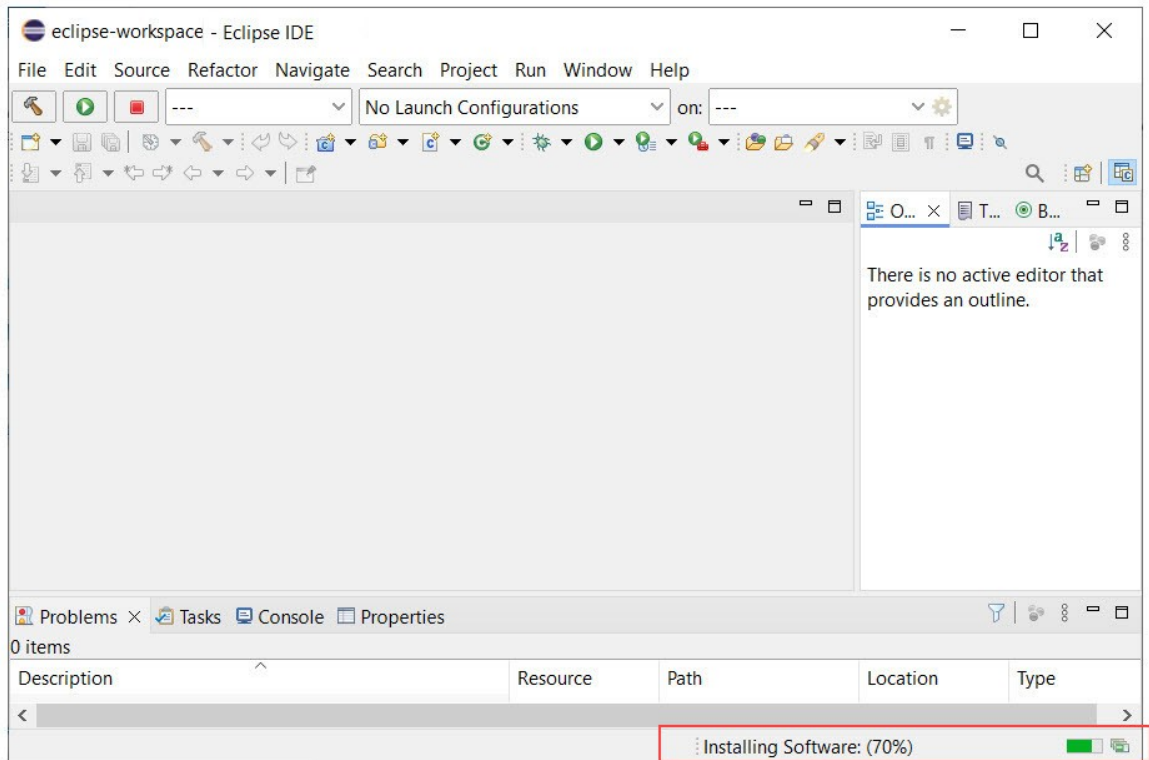 eclipse-workspace - Eclipse IDE
File Edit Source Refactor Navigate Search Project Run Window Help
--- No Launch Configurations on: ---
O... T... B...
There is no active editor that
provides an outline.
Problems Tasks Console Properties
0 items
Description Resource Path Location Type
Installing Software: (70%)